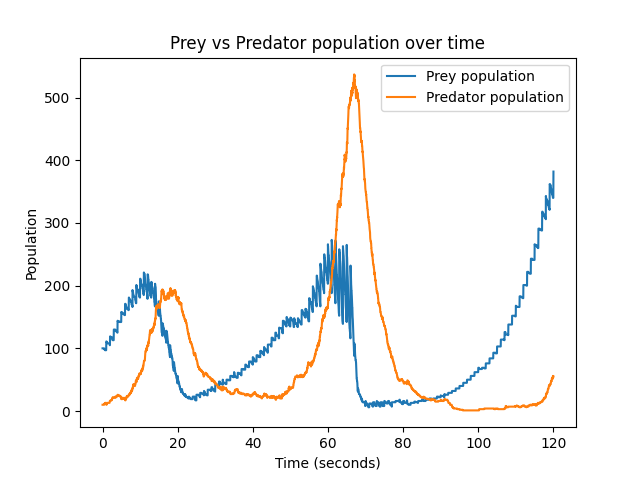 Prey vs Predator population over time
Prey population
Predator population
Population
500
400
300
200
100
0
0 20 40 60 80 100 120
Time (seconds)